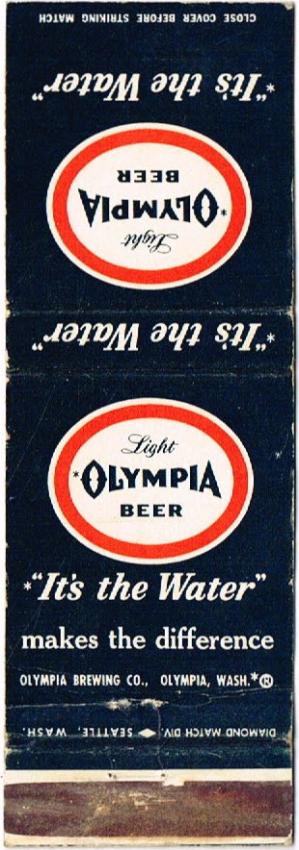 CLOSE COVER BEFORE STRIKING MATCH
*"It's the Water"
Light
*OLYMPIA
BEER
*"It's the Water"
Light
*OLYMPIA
BEER
*"It's the Water"
makes the difference
OLYMPIA BREWING CO., OLYMPIA, WASH.*®
DIAMOND MATCH DIV. ◆ SEATTLE, WASH.